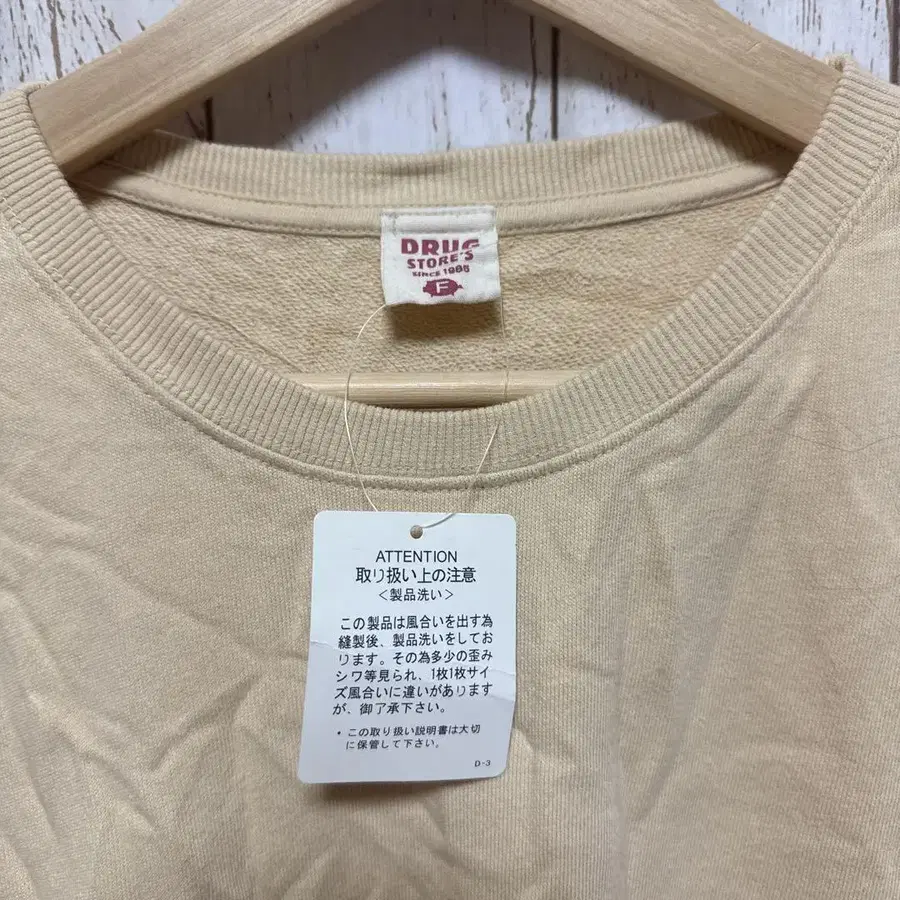 DRUG
STORE'S
SINCE 1985
F
ATTENTION
取り扱い上の注意
＜製品洗い＞
この製品は風合いを出す為
縫製後、製品洗いをしてお
ります。その為多少の歪み
シワ等見られ、1枚1枚サイ
ズ風合いに違いがあります
が、御了承下さい。
・この取り扱い説明書は大切
に保管して下さい。
D-3